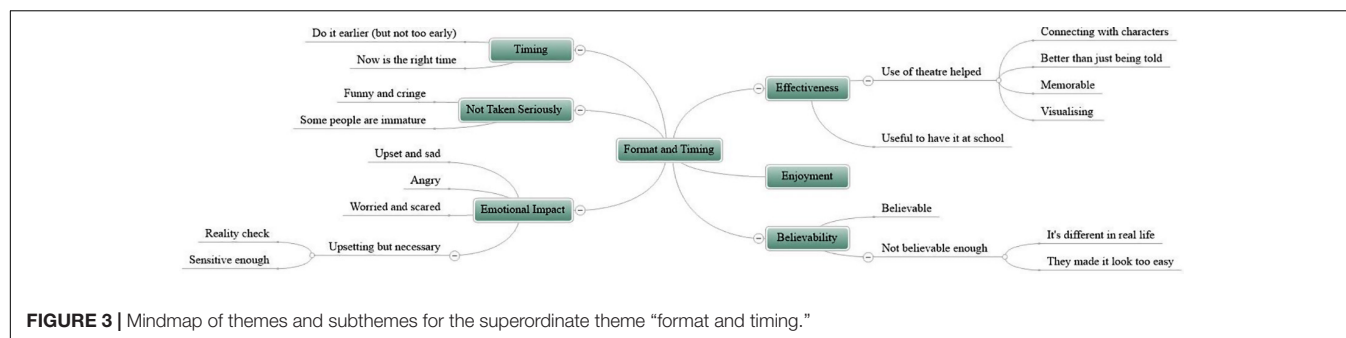 Do it earlier (but not too early)
Now is the right time
Timing
Funny and cringe
Some people are immature
Not Taken Seriously
Upset and sad
Angry
Worried and scared
Reality check
Sensitive enough
Upsetting but necessary
Emotional Impact
Format and Timing
Effectiveness
Use of theatre helped
Connecting with characters
Better than just being told
Memorable
Visualising
Useful to have it at school
Enjoyment
Believability
Believable
Not believable enough
It's different in real life
They made it look too easy
FIGURE 3 | Mindmap of themes and subthemes for the superordinate theme “format and timing.”